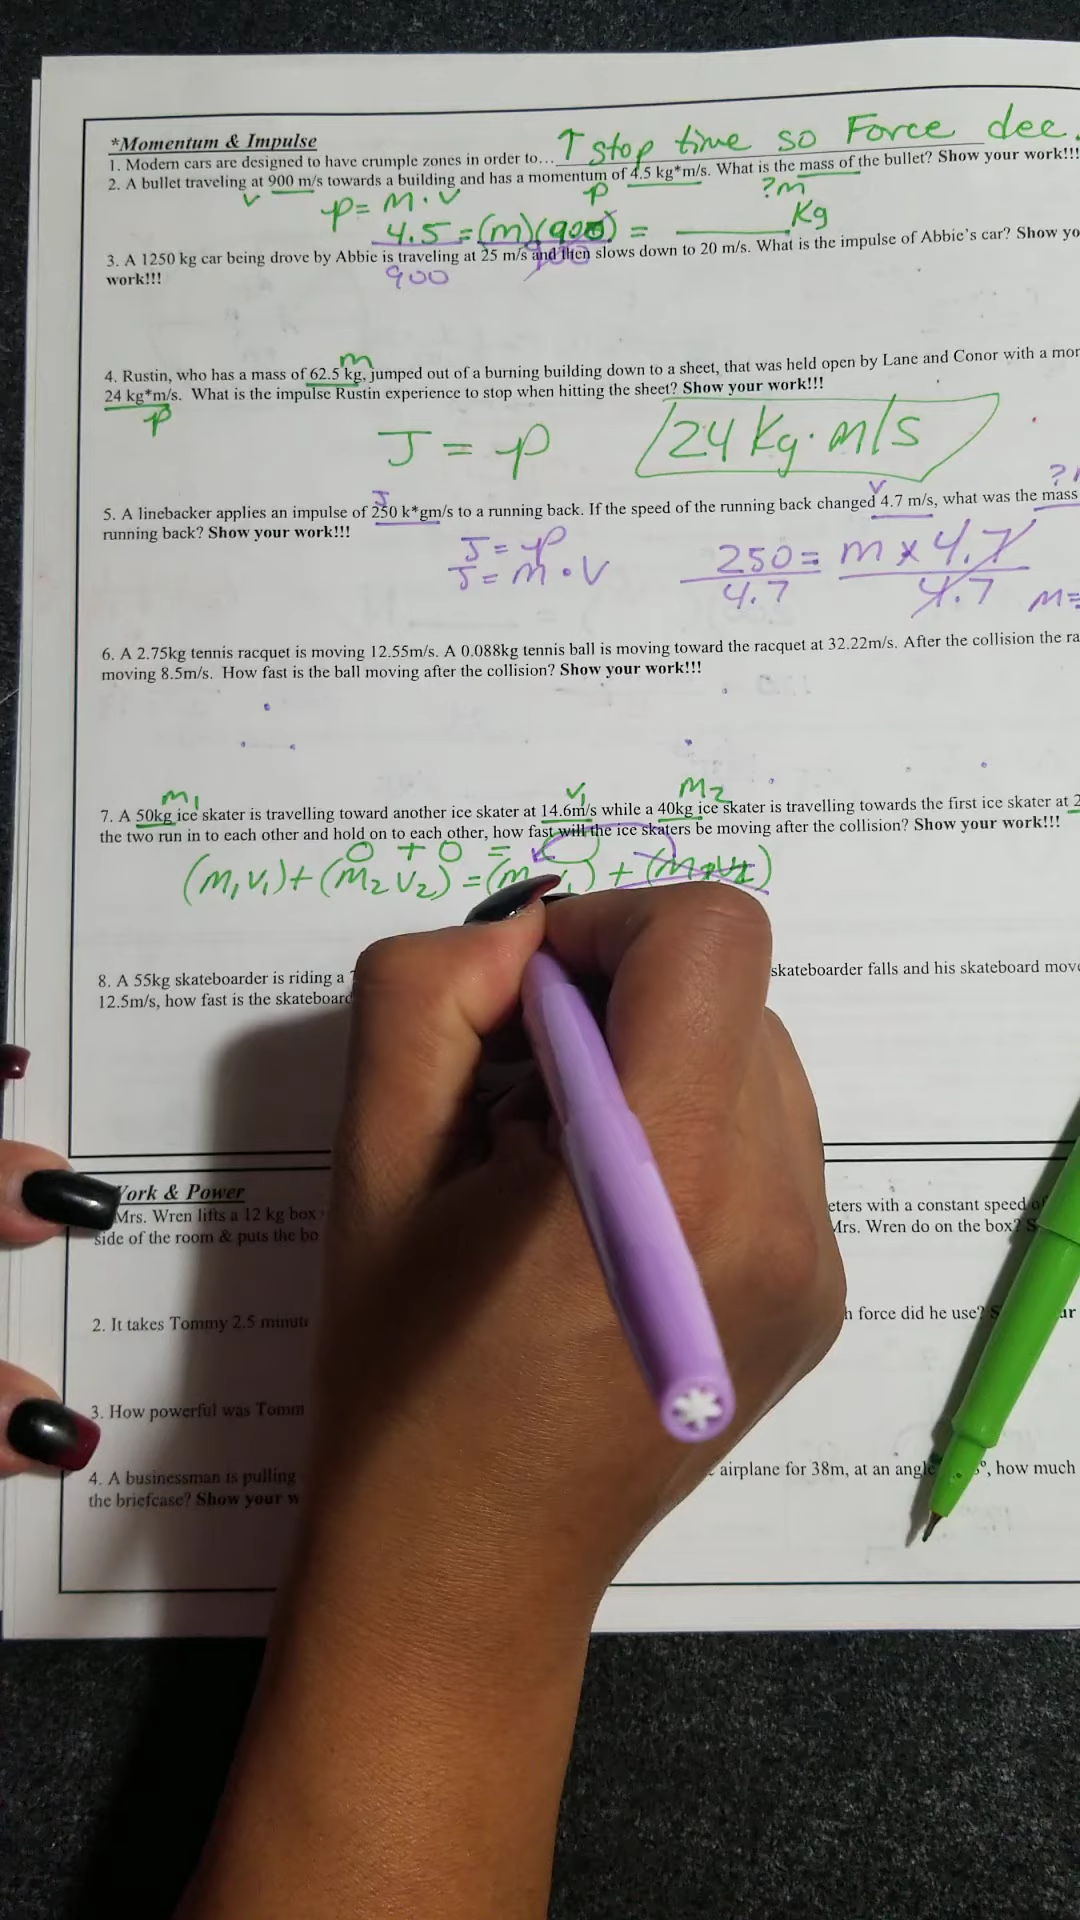 *Momentum & Impulse
↑ stop time so Force dec.
1. Modern cars are designed to have crumple zones in order to…
2. A bullet traveling at 900 m/s towards a building and has a momentum of 4.5 kg*m/s. What is the mass of the bullet? Show your work!!!
v p ?m
p = m · v
4.5 = (m)(900) = ______ Kg
900 900
3. A 1250 kg car being drove by Abbie is traveling at 25 m/s and then slows down to 20 m/s. What is the impulse of Abbie's car? Show yo
work!!!
m
4. Rustin, who has a mass of 62.5 kg, jumped out of a burning building down to a sheet, that was held open by Lane and Conor with a mo
24 kg*m/s. What is the impulse Rustin experience to stop when hitting the sheet? Show your work!!!
p
J = p 24 Kg·m/s
J v ?
5. A linebacker applies an impulse of 250 k*gm/s to a running back. If the speed of the running back changed 4.7 m/s, what was the mass
running back? Show your work!!!
J = p
J = m · v
250 = m x 4.7
4.7 4.7 m=
6. A 2.75kg tennis racquet is moving 12.55m/s. A 0.088kg tennis ball is moving toward the racquet at 32.22m/s. After the collision the ra
moving 8.5m/s. How fast is the ball moving after the collision? Show your work!!!
m1 v1 m2
7. A 50kg ice skater is travelling toward another ice skater at 14.6m/s while a 40kg ice skater is travelling towards the first ice skater at 2
the two run in to each other and hold on to each other, how fast will the ice skaters be moving after the collision? Show your work!!!
0 + 0 =
(m1v1)+(m2v2)=(m 1) + (m2v2)
8. A 55kg skateboarder is riding a skateboarder falls and his skateboard mov
12.5m/s, how fast is the skateboard
ork & Power
Mrs. Wren lifts a 12 kg box eters with a constant speed o
side of the room & puts the bo Mrs. Wren do on the box? S
2. It takes Tommy 2.5 minut h force did he use? S ur
3. How powerful was Tomm
4. A businessman is pulling airplane for 38m, at an angle °, how much
the briefcase? Show your w